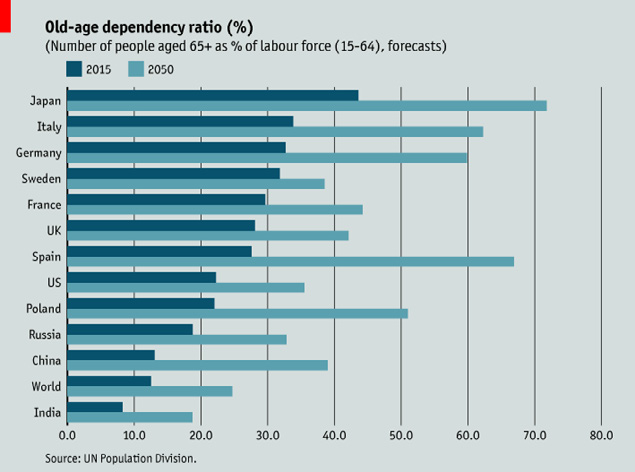 Old-age dependency ratio (%)
(Number of people aged 65+ as % of labour force (15-64), forecasts)
2015 2050
Japan
Italy
Germany
Sweden
France
UK
Spain
US
Poland
Russia
China
World
India
0.0 10.0 20.0 30.0 40.0 50.0 60.0 70.0 80.0
Source: UN Population Division.